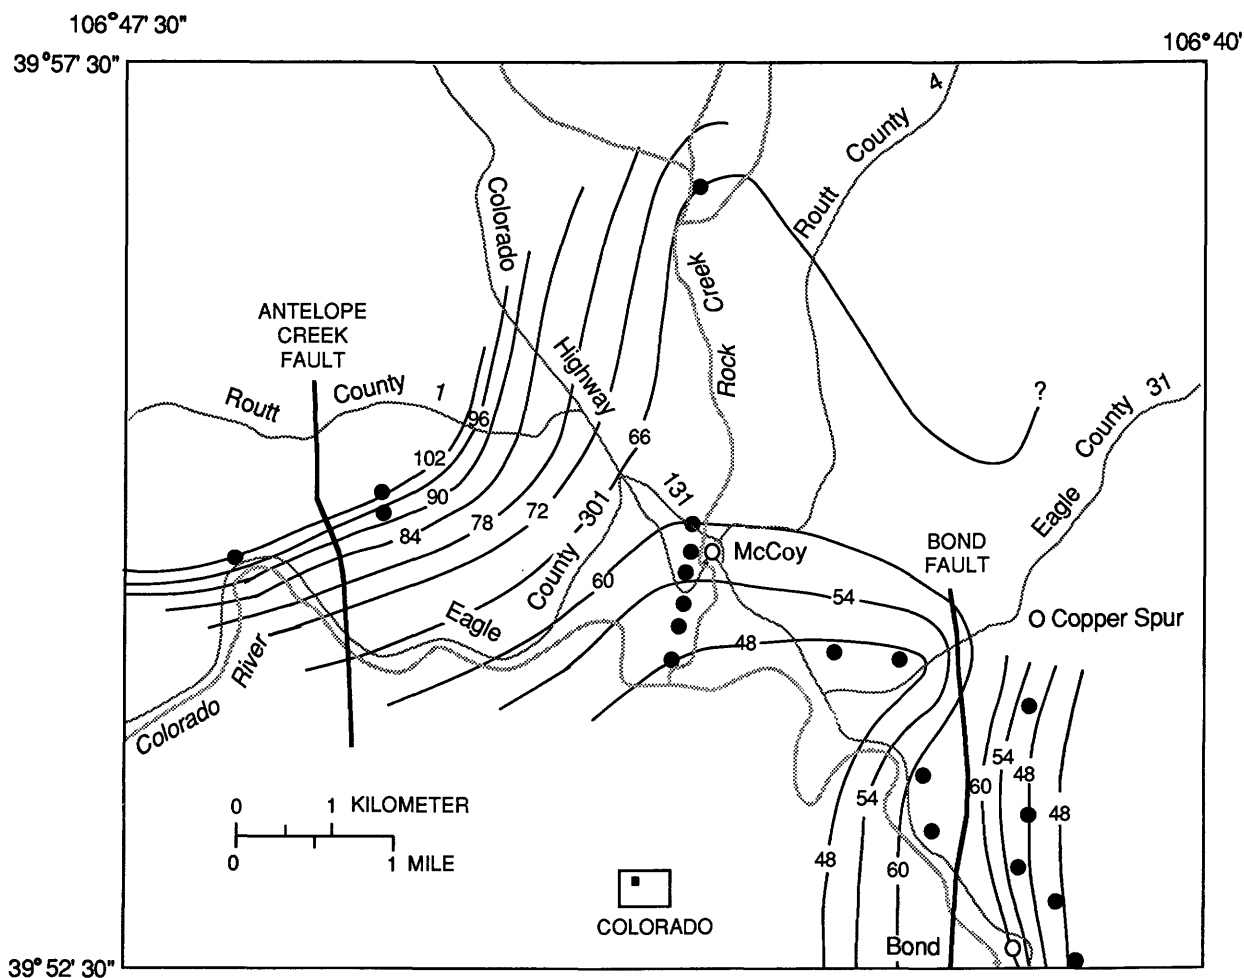 106°47' 30"
106°40'
39°57' 30"
4
County
Routt
Colorado
Creek
Rock
ANTELOPE
CREEK
FAULT
Highway
Routt
County
1
96
?
31
County
Eagle
66
102
131
90
301
72
78
84
McCoy
BOND
FAULT
County
60
54
Copper Spur
Eagle
48
River
Colorado
54
60
48
48
54
0 1 KILOMETER
0 1 MILE
48
60
COLORADO
Bond
39°52' 30"